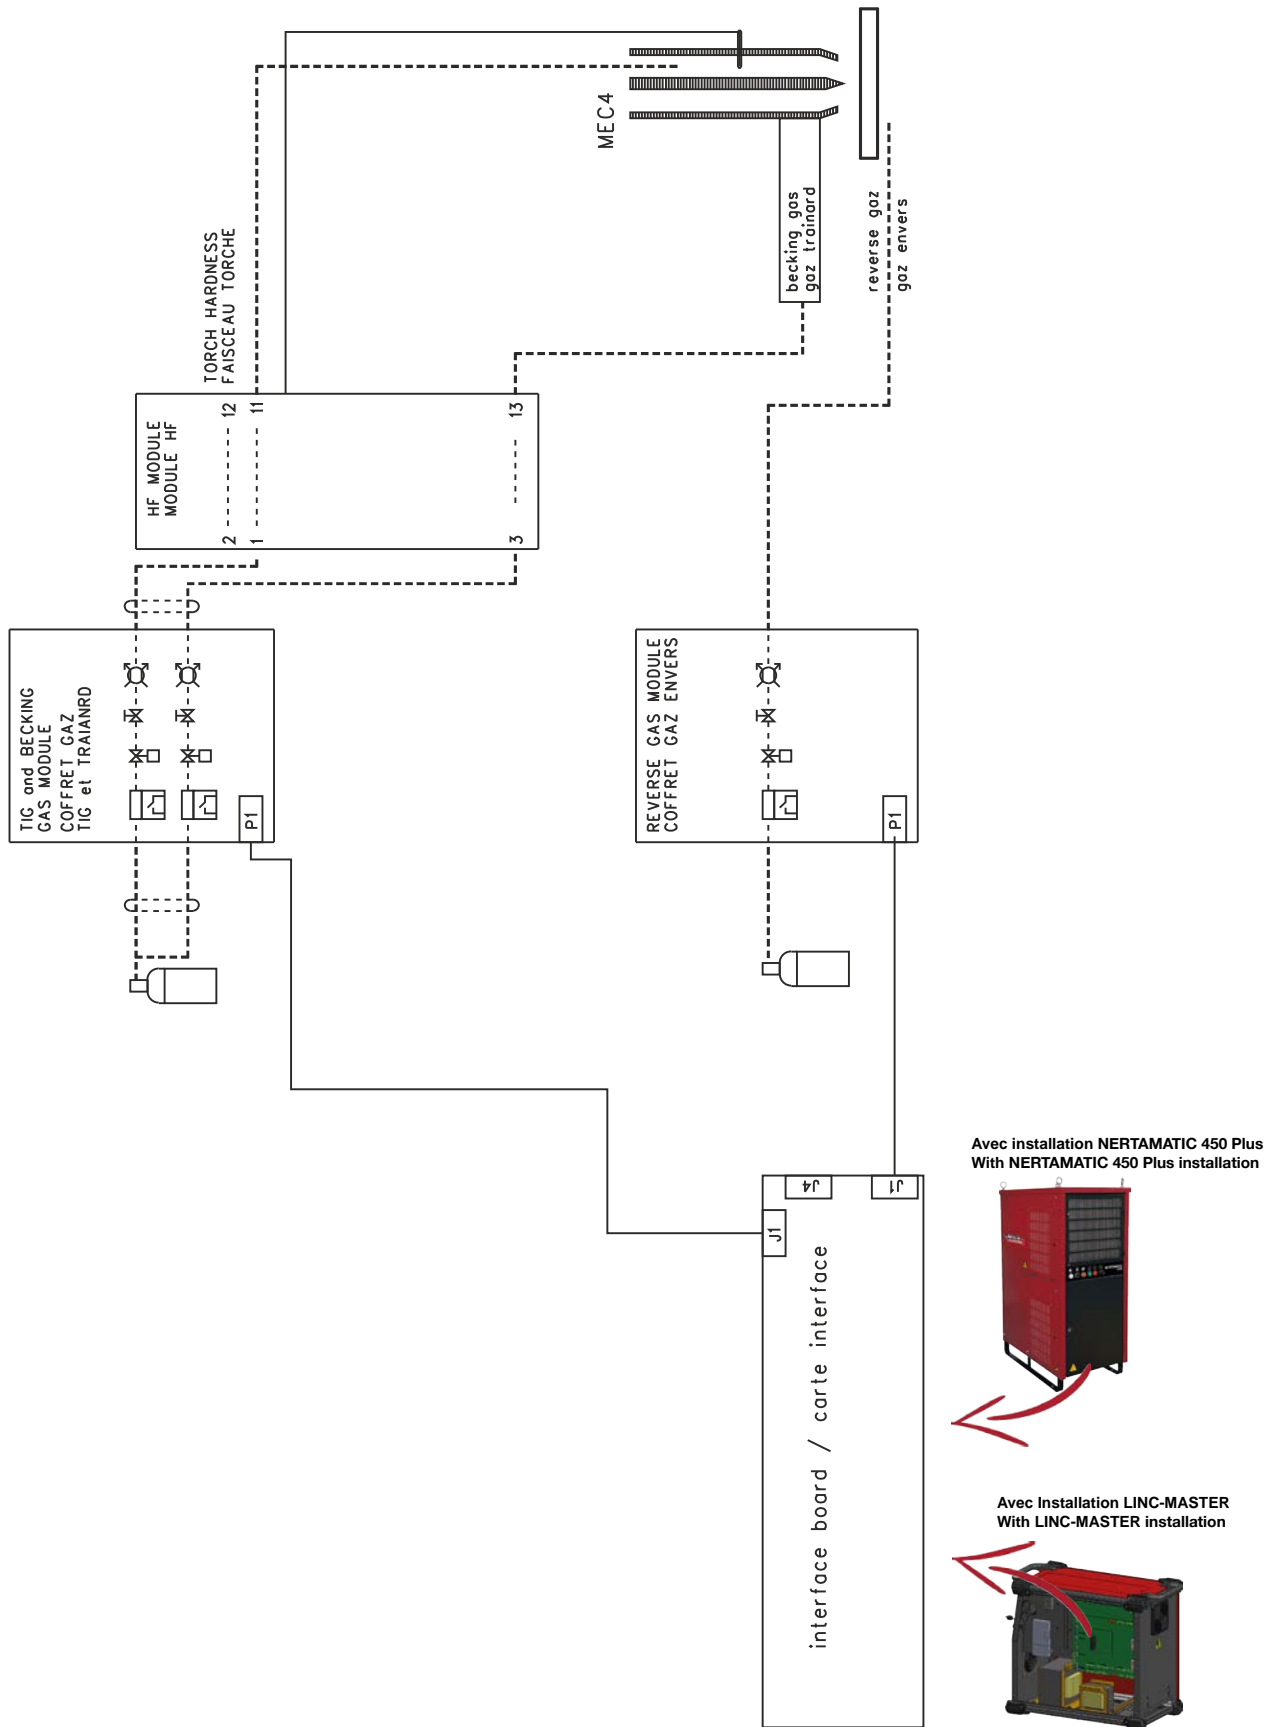 MEC4
becking gas
gaz trainard
reverse gaz
gaz envers
TORCH HARDNESS
FAISCEAU TORCHE
HF MODULE
MODULE HF
2
12
1
11
3
13
TIG and BECKING
GAS MODULE
COFFRET GAZ
TIG et TRAIANRD
P1
REVERSE GAS MODULE
COFFRET GAZ ENVERS
P1
J4
J1
J1
interface board / carte interface
Avec installation NERTAMATIC 450 Plus
With NERTAMATIC 450 Plus installation
Avec Installation LINC-MASTER
With LINC-MASTER installation